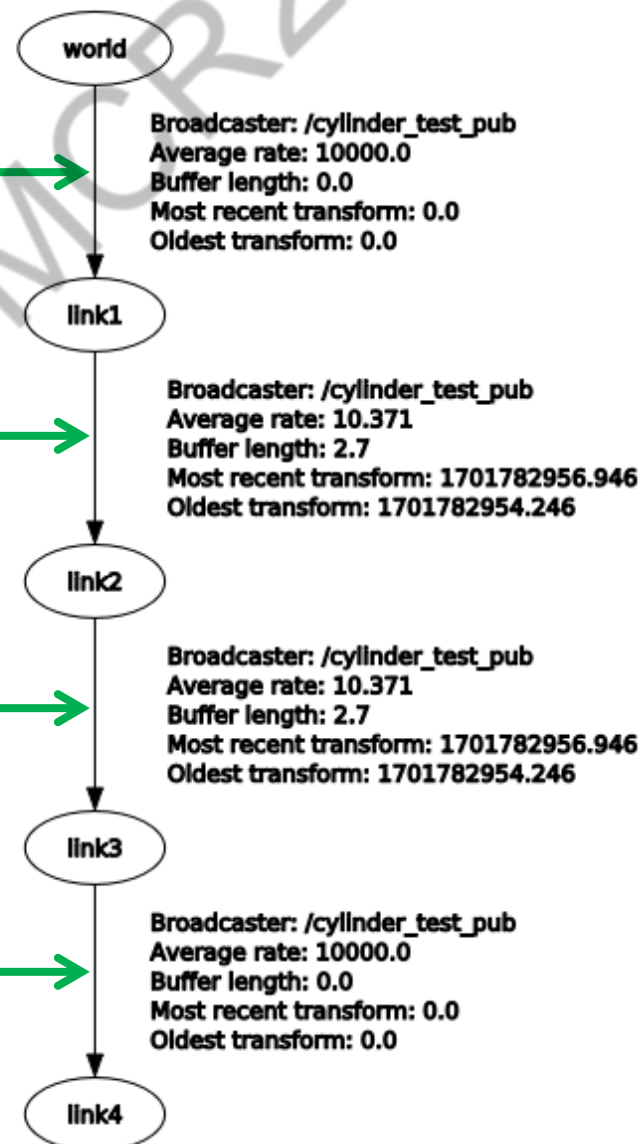 world
Broadcaster: /cylinder_test_pub
Average rate: 10000.0
Buffer length: 0.0
Most recent transform: 0.0
Oldest transform: 0.0
link1
Broadcaster: /cylinder_test_pub
Average rate: 10.371
Buffer length: 2.7
Most recent transform: 1701782956.946
Oldest transform: 1701782954.246
link2
Broadcaster: /cylinder_test_pub
Average rate: 10.371
Buffer length: 2.7
Most recent transform: 1701782956.946
Oldest transform: 1701782954.246
link3
Broadcaster: /cylinder_test_pub
Average rate: 10000.0
Buffer length: 0.0
Most recent transform: 0.0
Oldest transform: 0.0
link4
MCR2